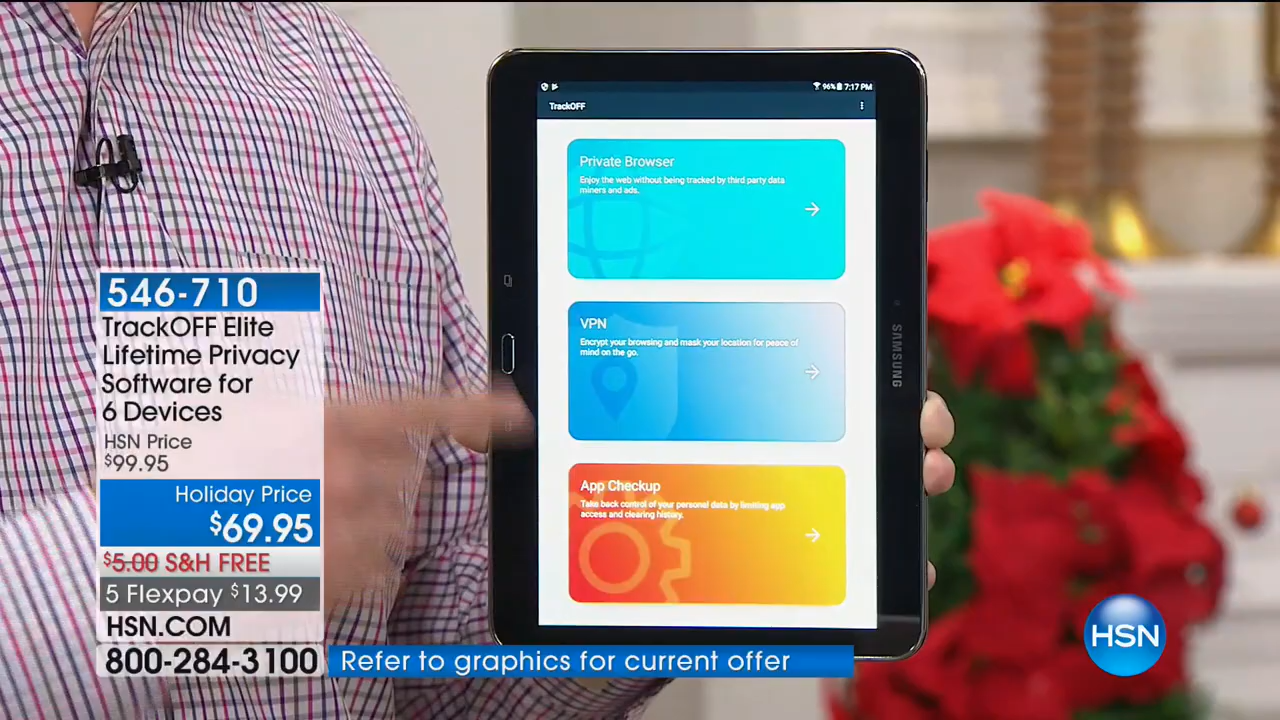 546-710
TrackOFF Elite
Lifetime Privacy
Software for
6 Devices
HSN Price
$99.95
Holiday Price
$69.95
$5.00 S&H FREE
5 Flexpay $13.99
HSN.COM
800-284-3100
Refer to graphics for current offer
96% 7:17 PM
TrackOFF
Private Browser
Enjoy the web without being tracked by third party data
miners and ads.
VPN
Encrypt your browsing and mask your location for peace of
mind on the go.
App Checkup
Take back control of your personal data by limiting app
access and clearing history.
SAMSUNG
HSN